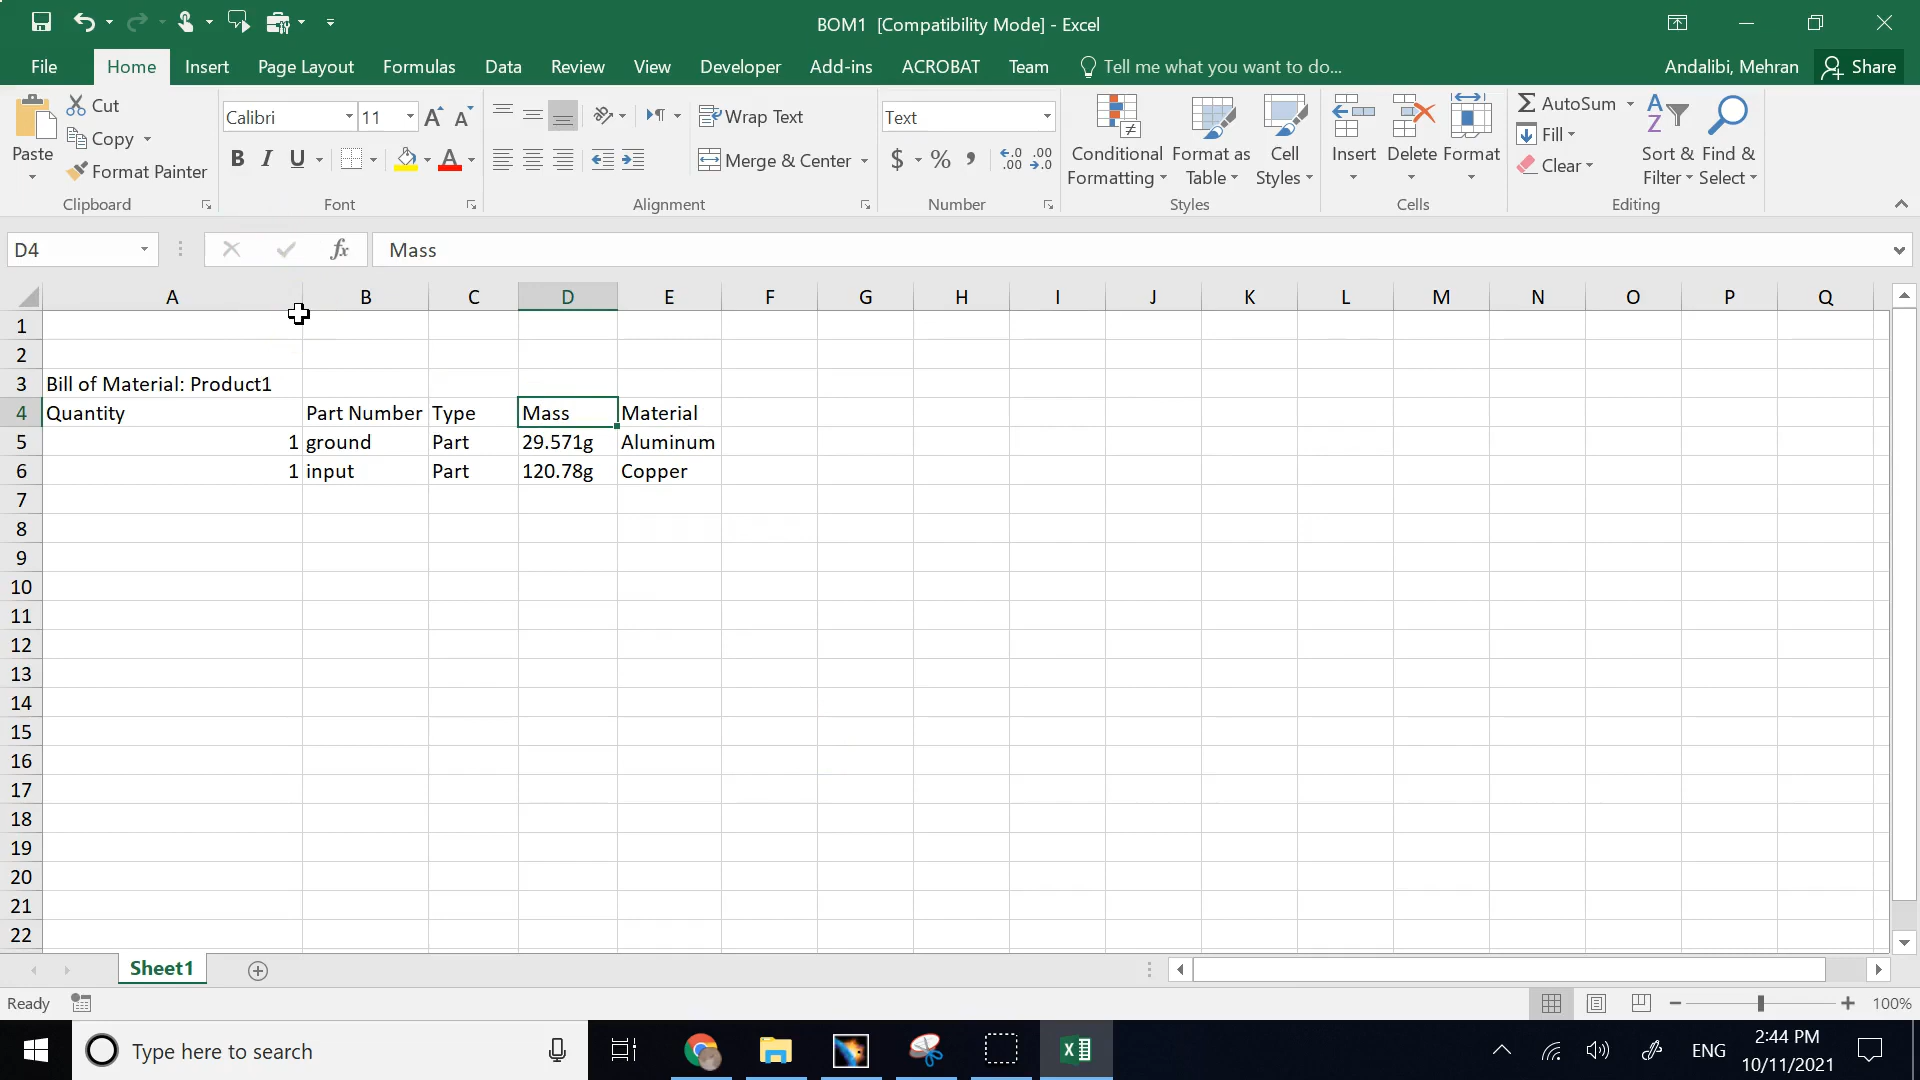 BOM1 [Compatibility Mode] - Excel
File Home Insert Page Layout Formulas Data Review View Developer Add-ins ACROBAT Team Tell me what you want to do... Andalibi, Mehran Share
Paste
Cut
Copy
Format Painter
Clipboard
Calibri 11
A A
B I U A
Font
Wrap Text
Merge & Center
Alignment
Text
$ % ,
Number
Conditional Formatting
Format as Table
Cell Styles
Styles
Insert
Delete
Format
Cells
AutoSum
Fill
Clear
Sort & Filter
Find & Select
Editing
D4 fx Mass
A B C D E F G H I J K L M N O P Q
1
2
3 Bill of Material: Product1
4 Quantity Part Number Type Mass Material
5 1 ground Part 29.571g Aluminum
6 1 input Part 120.78g Copper
7
8
9
10
11
12
13
14
15
16
17
18
19
20
21
22
Sheet1
Ready 100%
Type here to search ENG 2:44 PM
10/11/2021